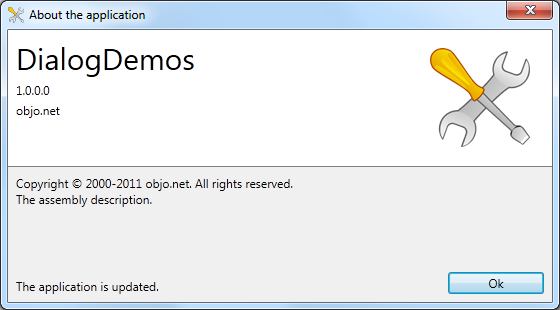 About the application
DialogDemos
1.0.0.0
objo.net
Copyright © 2000-2011 objo.net. All rights reserved.
The assembly description.
The application is updated.
Ok